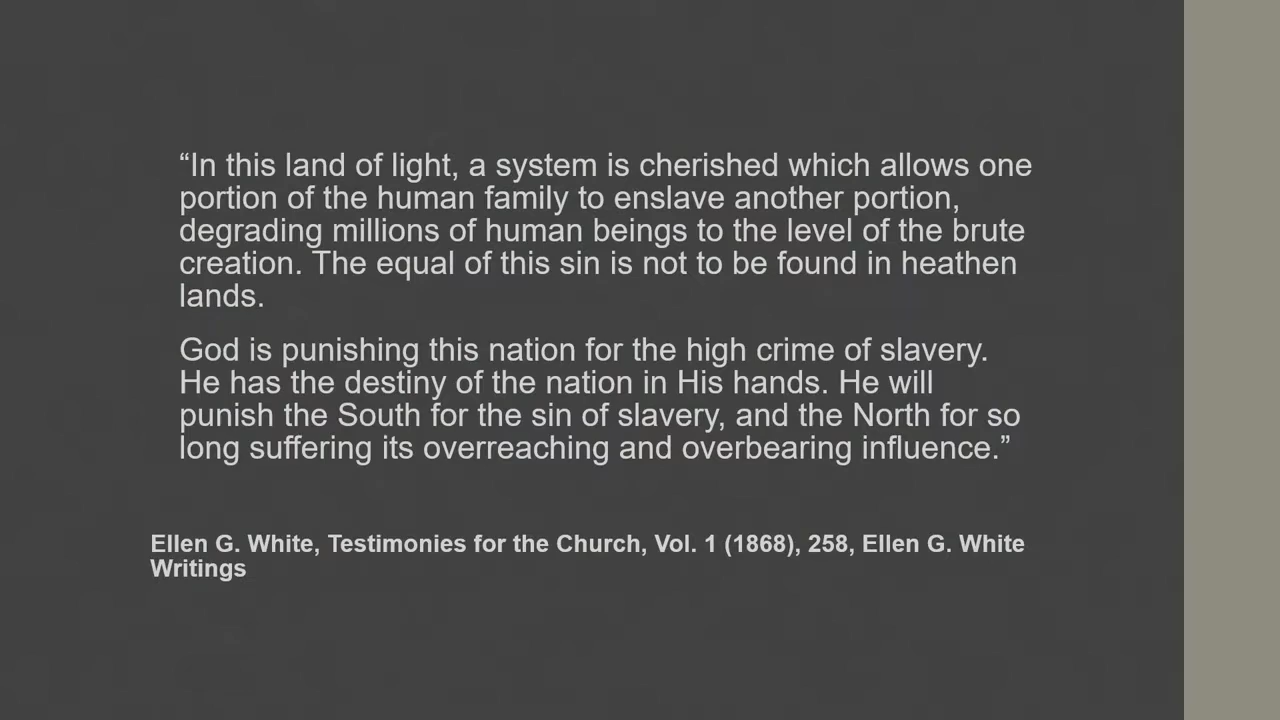 “In this land of light, a system is cherished which allows one
portion of the human family to enslave another portion,
degrading millions of human beings to the level of the brute
creation. The equal of this sin is not to be found in heathen
lands.
God is punishing this nation for the high crime of slavery.
He has the destiny of the nation in His hands. He will
punish the South for the sin of slavery, and the North for so
long suffering its overreaching and overbearing influence.”
Ellen G. White, Testimonies for the Church, Vol. 1 (1868), 258, Ellen G. White
Writings